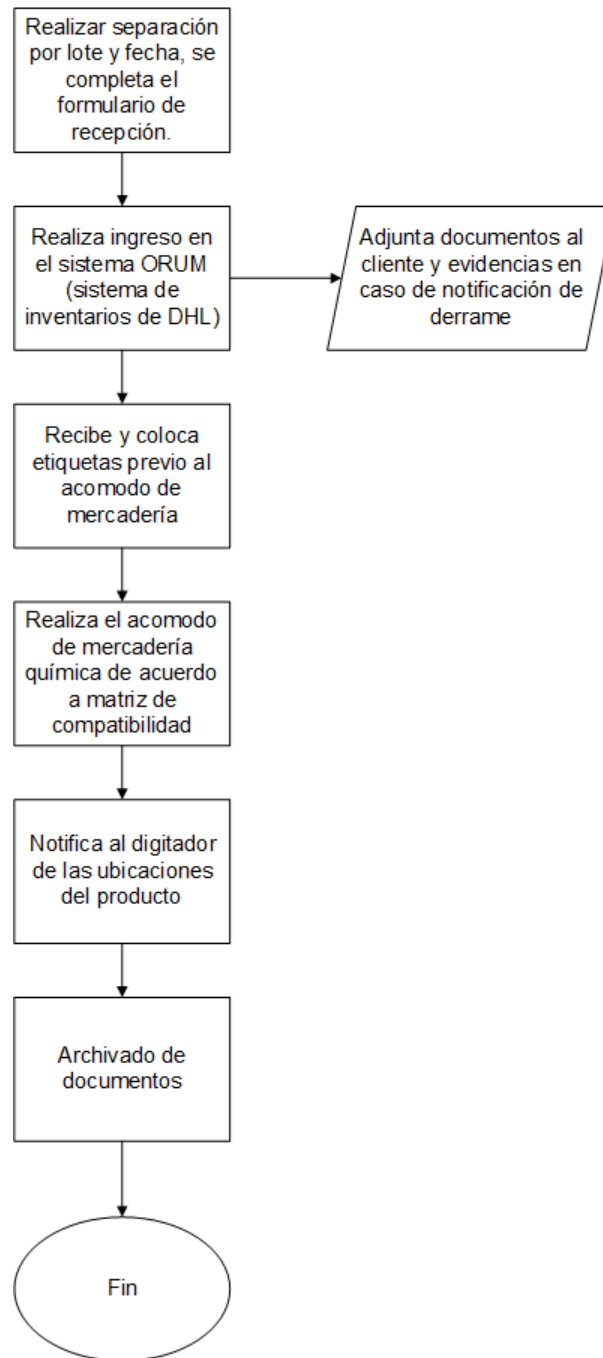 Realizar separación
por lote y fecha, se
completa el
formulario de
recepción.
Realiza ingreso en
el sistema ORUM
(sistema de
inventarios de DHL)
Adjunta documentos al
cliente y evidencias en
caso de notificación de
derrame
Recibe y coloca
etiquetas previo al
acomodo de
mercadería
Realiza el acomodo
de mercadería
química de acuerdo
a matriz de
compatibilidad
Notifica al digitador
de las ubicaciones
del producto
Archivado de
documentos
Fin